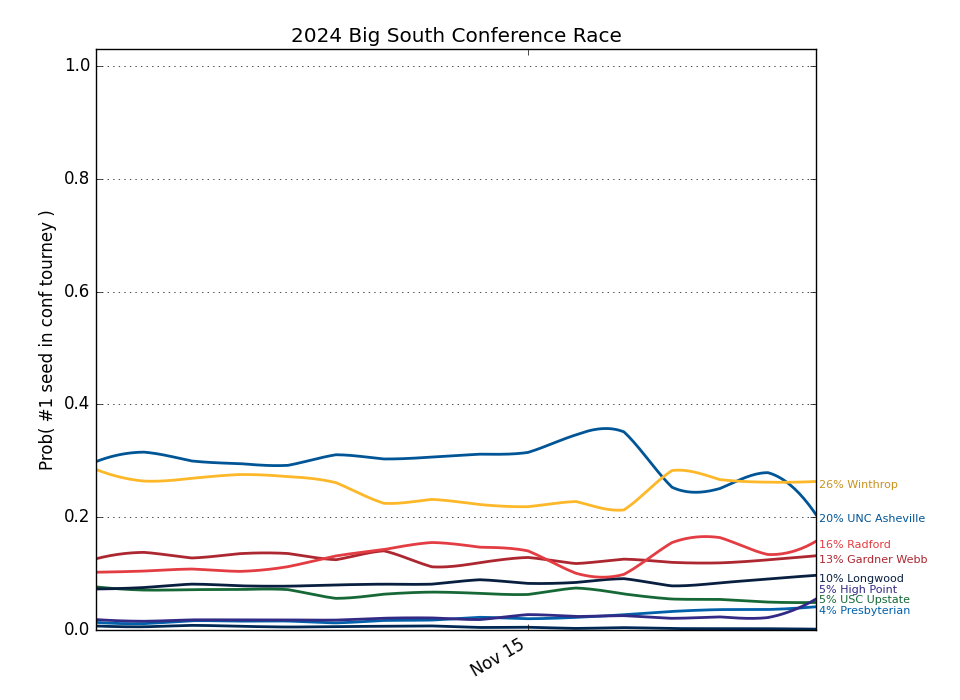 2024 Big South Conference Race
Prob( #1 seed in conf tourney )
1.0
0.8
0.6
0.4
0.2
0.0
Nov 15
26% Winthrop
20% UNC Asheville
16% Radford
13% Gardner Webb
10% Longwood
5% High Point
5% USC Upstate
4% Presbyterian